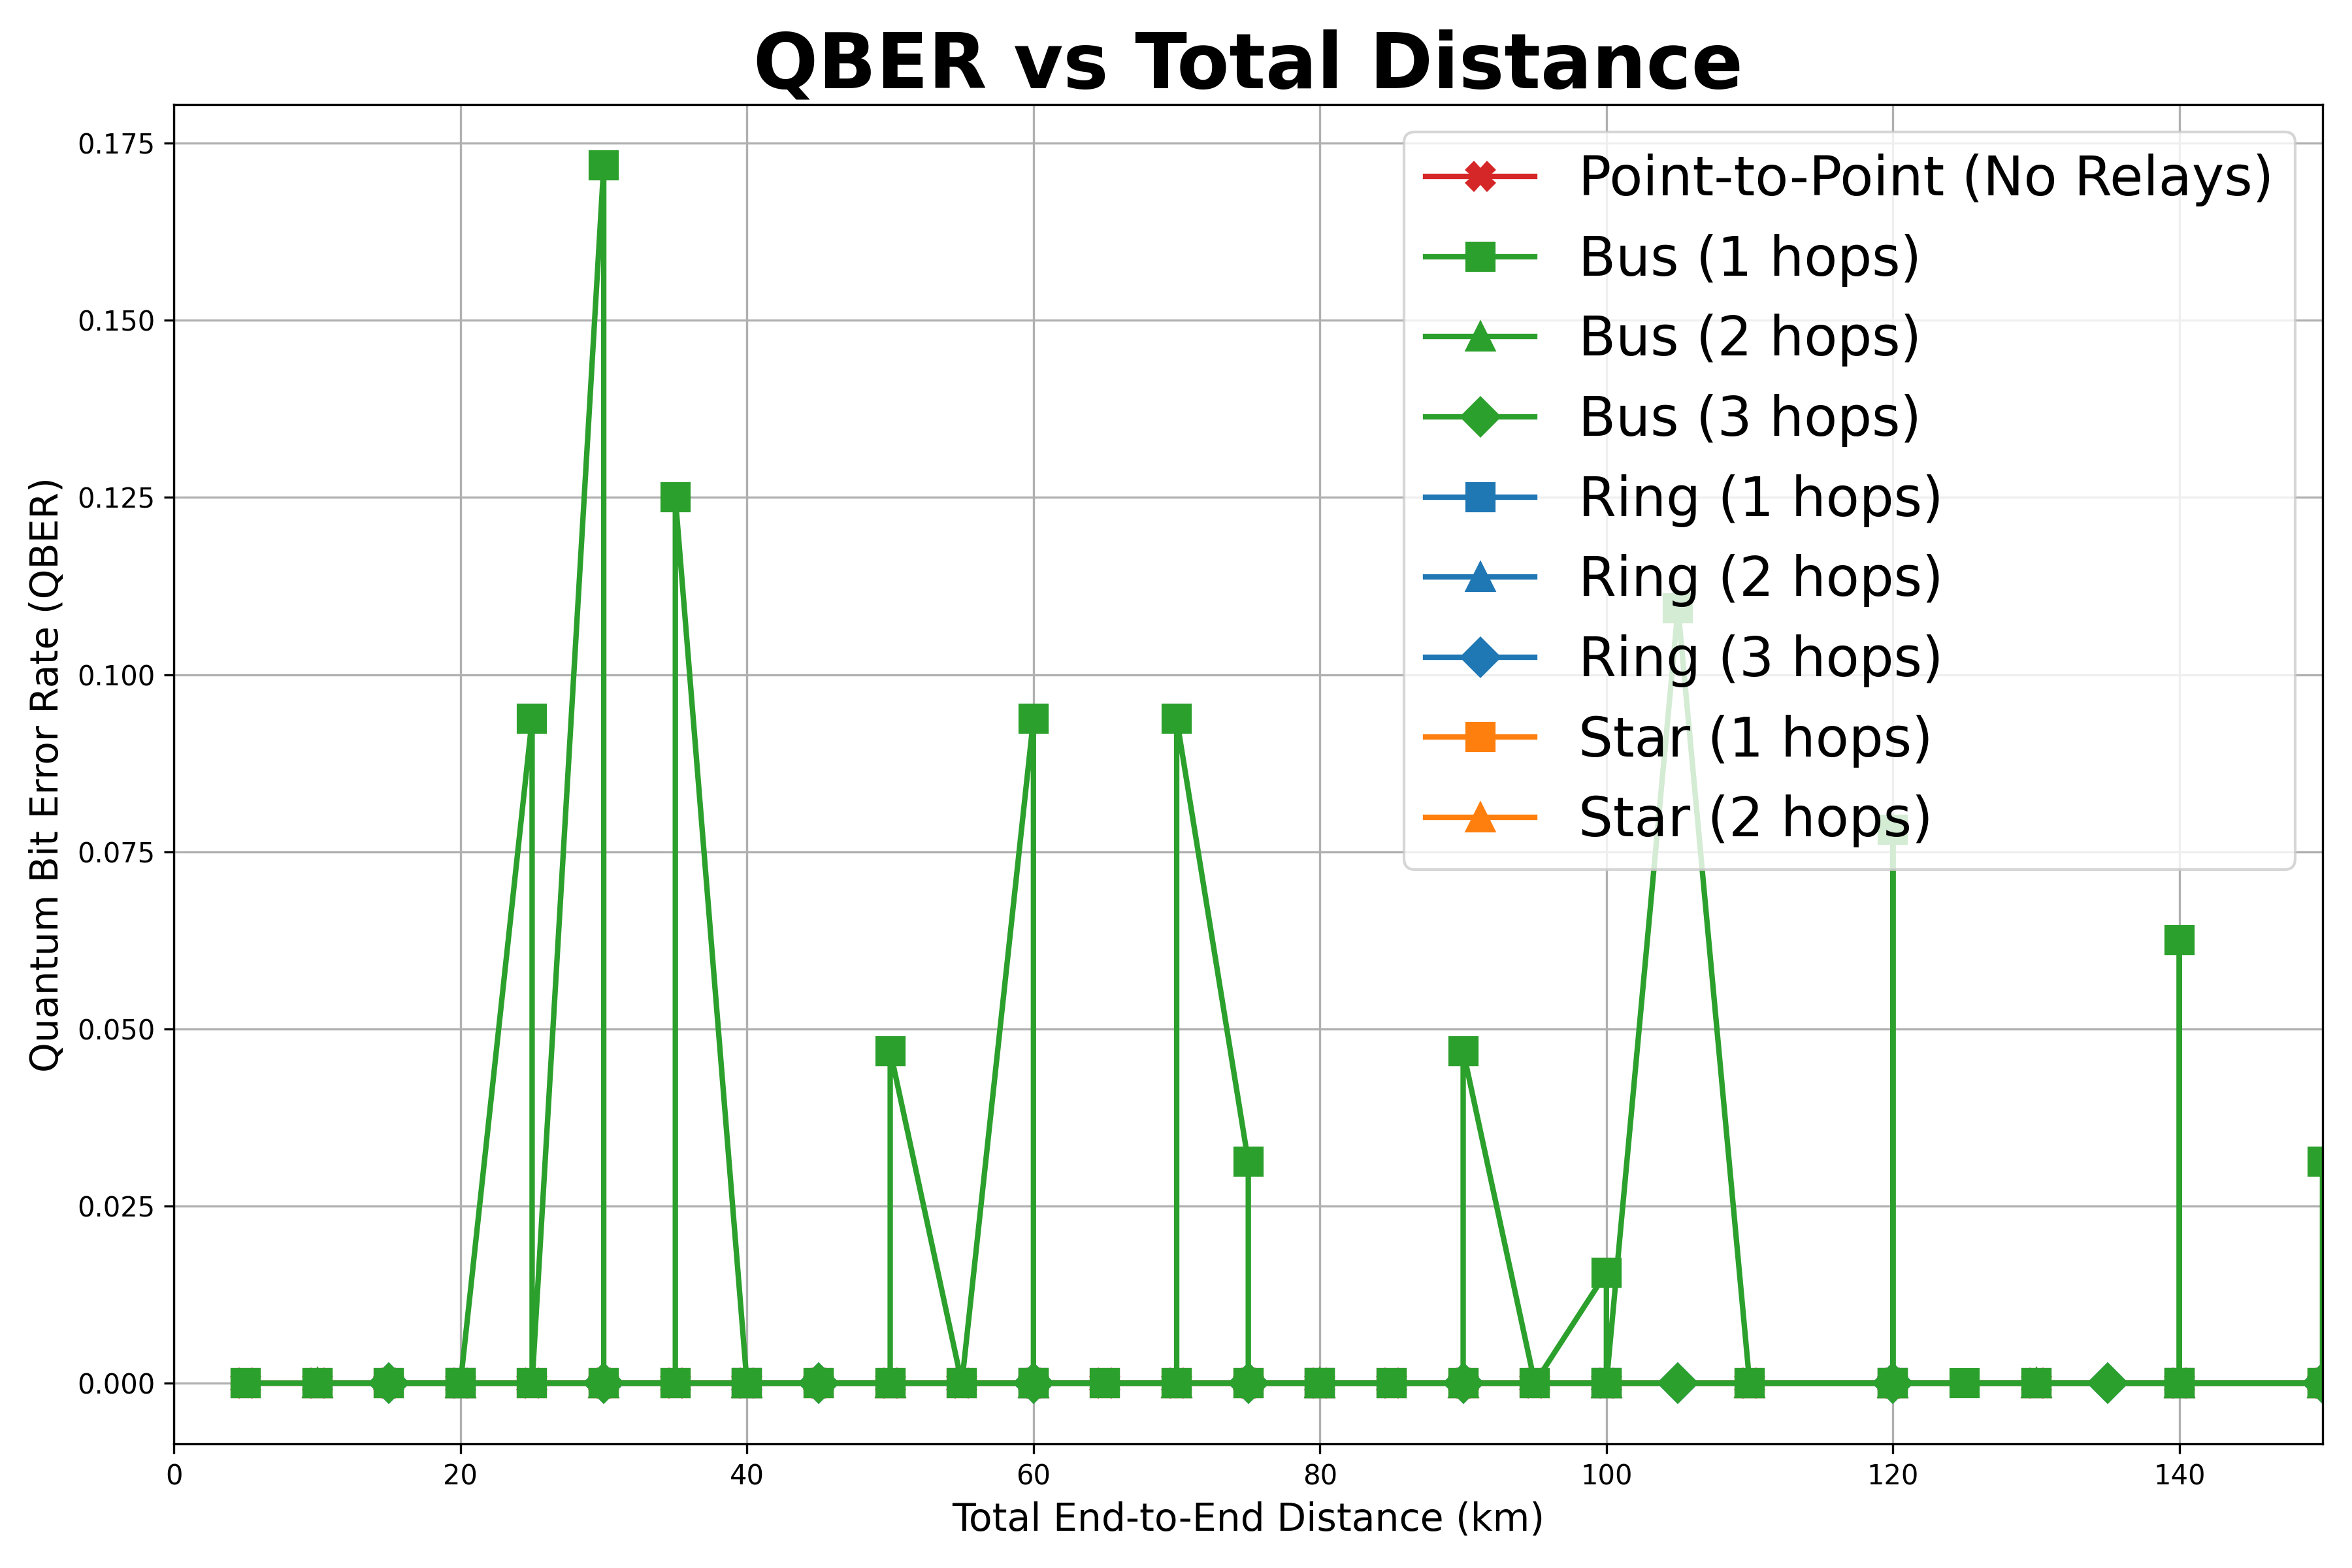 QBER vs Total Distance
0.175
0.150
0.125
0.100
0.075
0.050
0.025
0.000
Quantum Bit Error Rate (QBER)
Point-to-Point (No Relays)
Bus (1 hops)
Bus (2 hops)
Bus (3 hops)
Ring (1 hops)
Ring (2 hops)
Ring (3 hops)
Star (1 hops)
Star (2 hops)
0 20 40 60 80 100 120 140
Total End-to-End Distance (km)